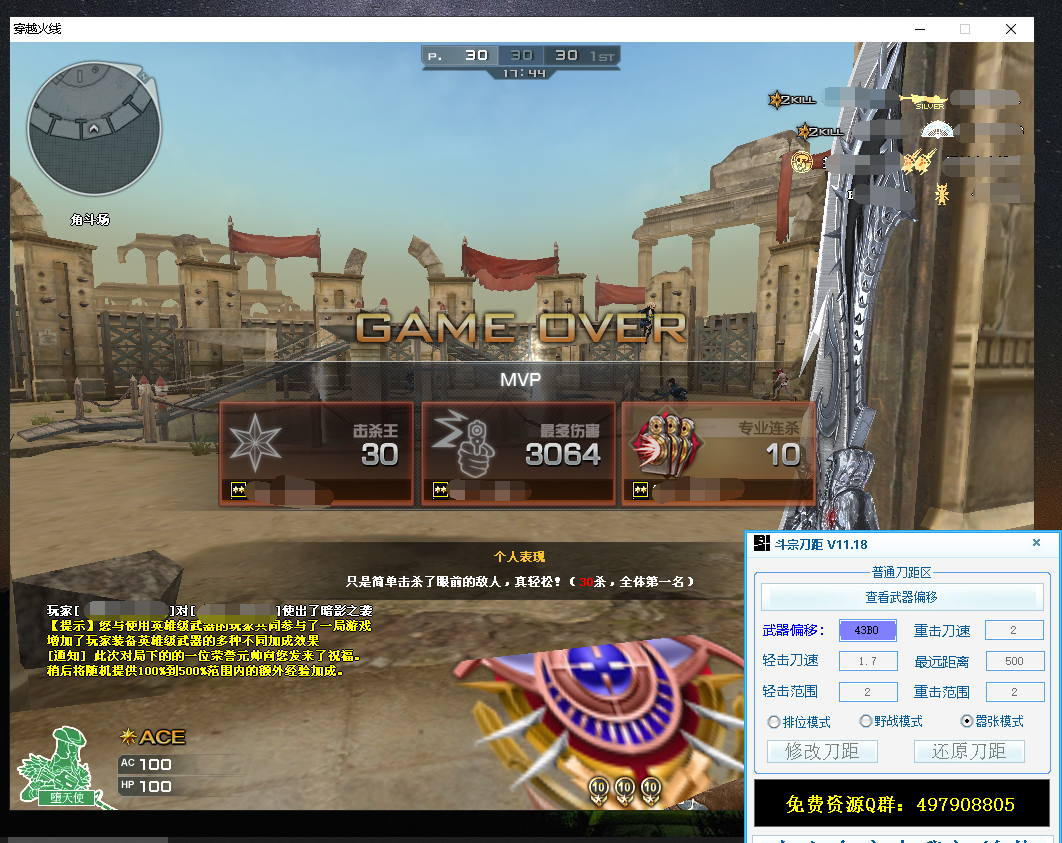 穿越火线
P. 30 30 30 1ST
17:44
2KILL
SILVER
2KILL
角斗场
GAME OVER
MVP
击杀王
30
最多伤害
3064
专业连杀
10
个人表现
只是简单击杀了眼前的敌人，真轻松！（30杀，全体第一名）
玩家[ ]对[ ]使出了暗影之袭
【提示】您与使用英雄级武器的玩家共同参与了一局游戏
增加了玩家装备英雄级武器的多种不同加成效果
[通知] 此次对局下的的一位荣誉元帅向您发来了祝福。
稍后将随机提供100%到500%范围内的额外经验加成。
ACE
AC 100
HP 100
堕天使
10 10 10
斗宗刀距 V11.18
普通刀距区
查看武器偏移
武器偏移： 43B0 重击刀速 2
轻击刀速 1.7 最远距离 500
轻击范围 2 重击范围 2
排位模式 野战模式 嚣张模式
修改刀距 还原刀距
免费资源Q群：497908805